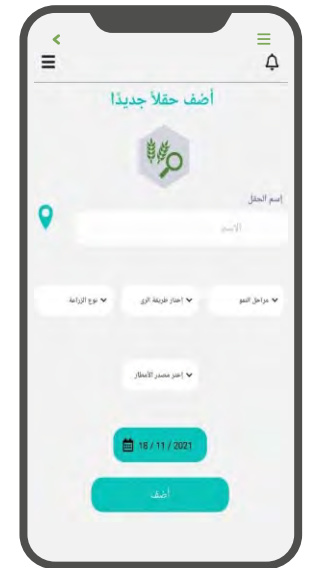 أضف حقلاً جديدًا
إسم الحقل
الاسم
مراحل النمو
إختار طريقة الري
نوع الزراعة
إختر مصدر الأمطار
18 / 11 / 2021
أضف